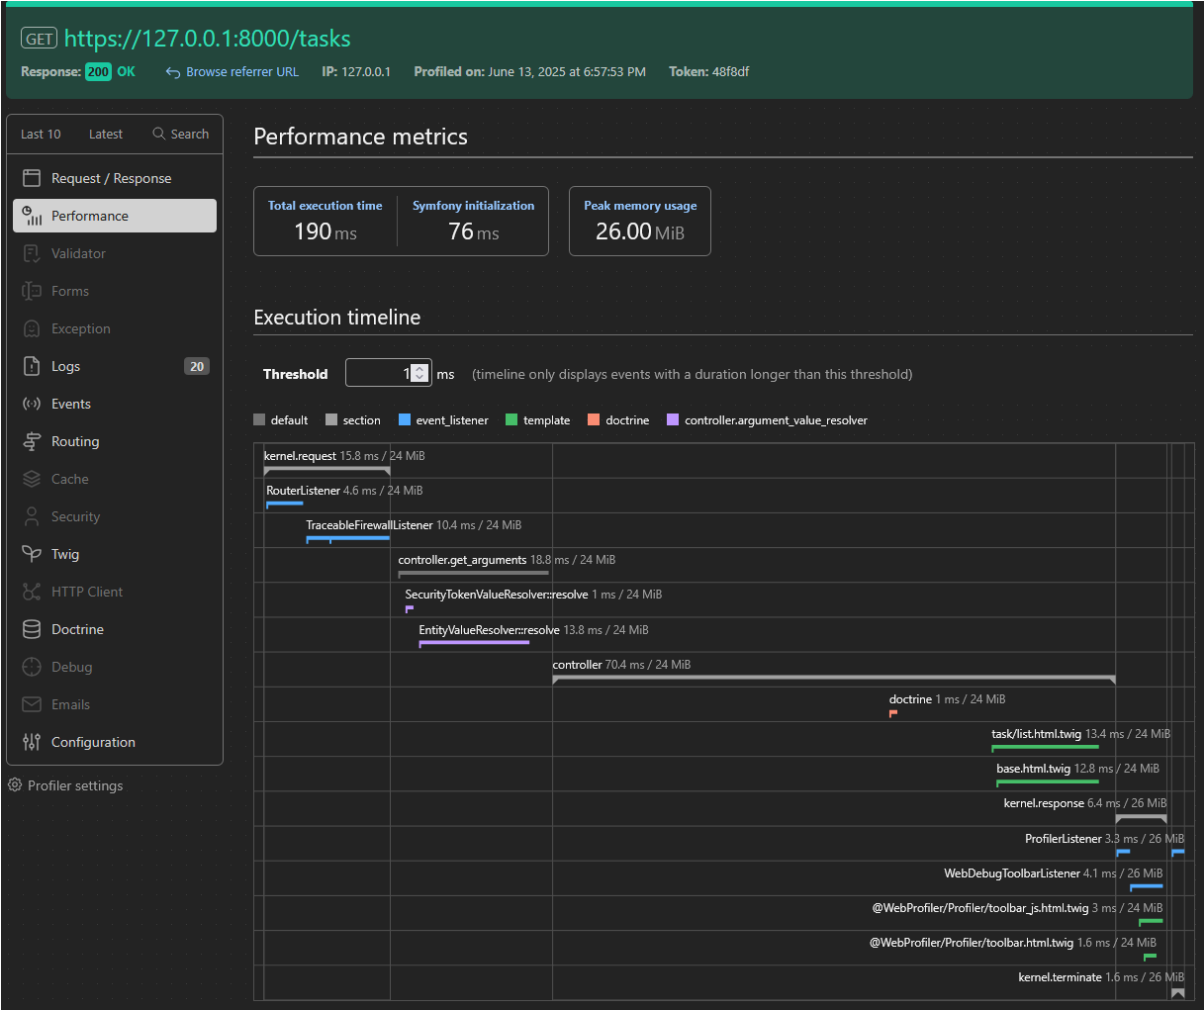 GET https://127.0.0.1:8000/tasks
Response: 200 OK Browse referrer URL IP: 127.0.0.1 Profiled on: June 13, 2025 at 6:57:53 PM Token: 48f8df
Last 10 Latest Search
Request / Response
Performance
Validator
Forms
Exception
Logs 20
Events
Routing
Cache
Security
Twig
HTTP Client
Doctrine
Debug
Emails
Configuration
Profiler settings
Performance metrics
Total execution time
190 ms
Symfony initialization
76 ms
Peak memory usage
26.00 MiB
Execution timeline
Threshold 1 ms (timeline only displays events with a duration longer than this threshold)
default section event_listener template doctrine controller.argument_value_resolver
kernel.request 15.8 ms / 24 MiB
RouterListener 4.6 ms / 24 MiB
TraceableFirewallListener 10.4 ms / 24 MiB
controller.get_arguments 18.8 ms / 24 MiB
SecurityTokenValueResolver::resolve 1 ms / 24 MiB
EntityValueResolver::resolve 13.8 ms / 24 MiB
controller 70.4 ms / 24 MiB
doctrine 1 ms / 24 MiB
task/list.html.twig 13.4 ms / 24 MiB
base.html.twig 12.8 ms / 24 MiB
kernel.response 6.4 ms / 26 MiB
ProfilerListener 3.3 ms / 26 MiB
WebDebugToolbarListener 4.1 ms / 26 MiB
@WebProfiler/Profiler/toolbar_js.html.twig 3 ms / 24 MiB
@WebProfiler/Profiler/toolbar.html.twig 1.6 ms / 24 MiB
kernel.terminate 1.6 ms / 26 MiB